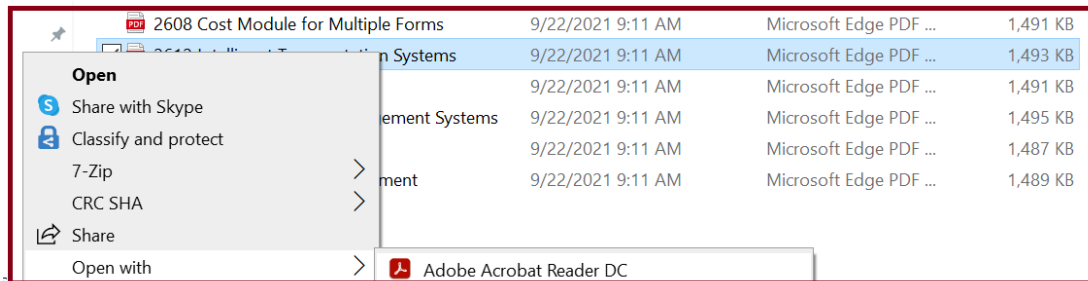 2608 Cost Module for Multiple Forms 9/22/2021 9:11 AM Microsoft Edge PDF ... 1,491 KB
n Systems 9/22/2021 9:11 AM Microsoft Edge PDF ... 1,493 KB
Open
9/22/2021 9:11 AM Microsoft Edge PDF ... 1,491 KB
Share with Skype
ement Systems 9/22/2021 9:11 AM Microsoft Edge PDF ... 1,495 KB
Classify and protect
9/22/2021 9:11 AM Microsoft Edge PDF ... 1,487 KB
7-Zip
ment 9/22/2021 9:11 AM Microsoft Edge PDF ... 1,489 KB
CRC SHA
Share
Open with
Adobe Acrobat Reader DC